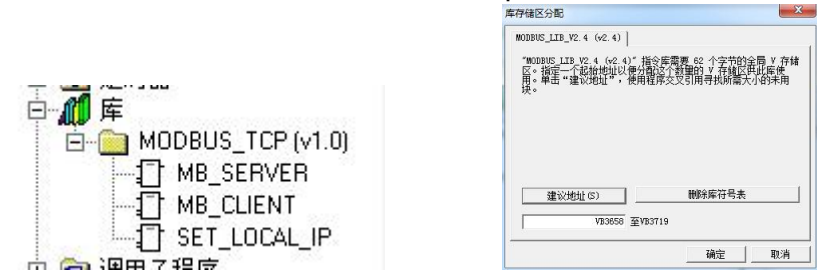 库
MODBUS_TCP (v1.0)
MB_SERVER
MB_CLIENT
SET_LOCAL_IP
调用子程序
库存储区分配
MODBUS_LIB_V2.4 (v2.4)
"MODBUS_LIB_V2.4 (v2.4)" 指令库需要 62 个字节的全局 V 存储
区。指定一个起始地址以便分配这个数量的 V 存储区供此库使
用。单击"建议地址"，使用程序交叉引用寻找所需大小的未用
块。
建议地址(S)
删除库符号表
VB3658 至VB3719
确定
取消